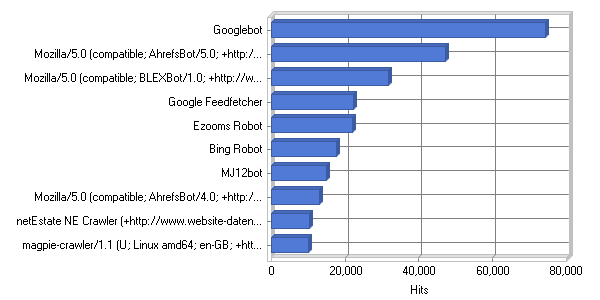 Googlebot
Mozilla/5.0 (compatible; AhrefsBot/5.0; +http:/...
Mozilla/5.0 (compatible; BLEXBot/1.0; +http://w...
Google Feedfetcher
Ezooms Robot
Bing Robot
MJ12bot
Mozilla/5.0 (compatible; AhrefsBot/4.0; +http:/...
netEstate NE Crawler (+http://www.website-daten...
magpie-crawler/1.1 (U; Linux amd64; en-GB; +htt...
0 20,000 40,000 60,000 80,000
Hits